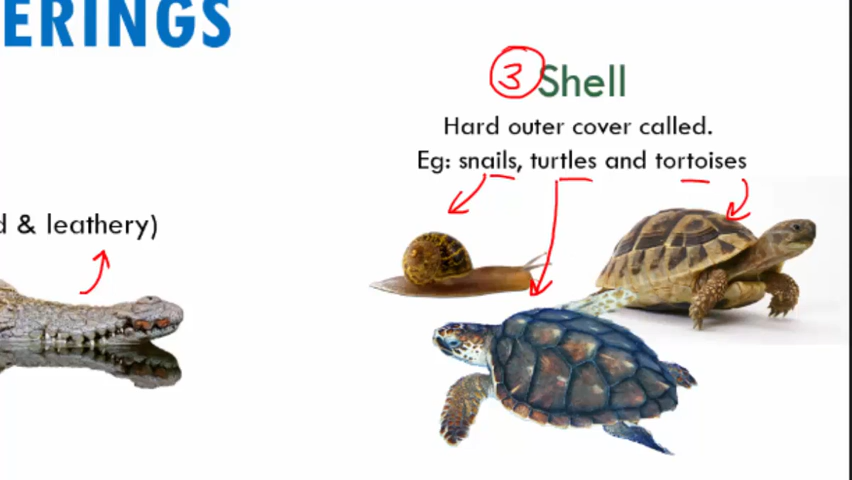 ERINGS
3 Shell
Hard outer cover called.
Eg: snails, turtles and tortoises
d & leathery)